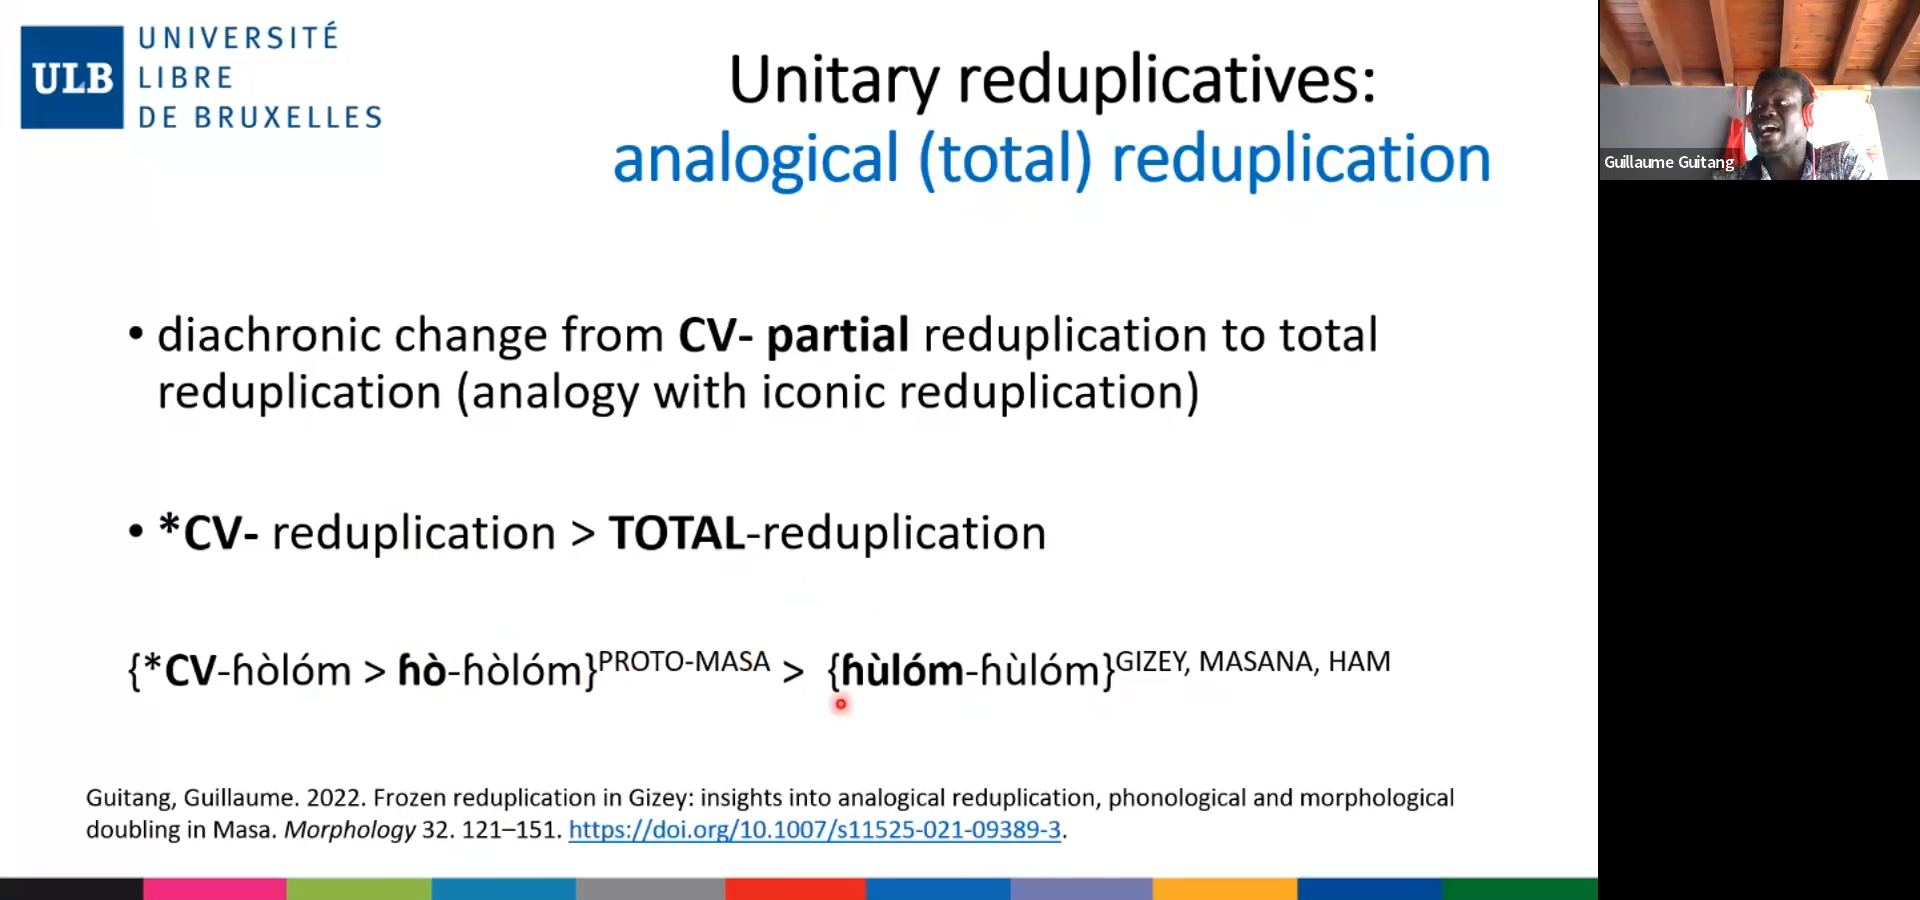 ULB
UNIVERSITÉ
LIBRE
DE BRUXELLES
Unitary reduplicatives:
analogical (total) reduplication
• diachronic change from CV- partial reduplication to total
reduplication (analogy with iconic reduplication)
• *CV- reduplication > TOTAL-reduplication
{*CV-ɦòlóm > ɦò-ɦòlóm}PROTO-MASA > {ɦùlóm-ɦùlóm}GIZEY, MASANA, HAM
Guitang, Guillaume. 2022. Frozen reduplication in Gizey: insights into analogical reduplication, phonological and morphological
doubling in Masa. Morphology 32. 121–151. https://doi.org/10.1007/s11525-021-09389-3.
Guillaume Guitang